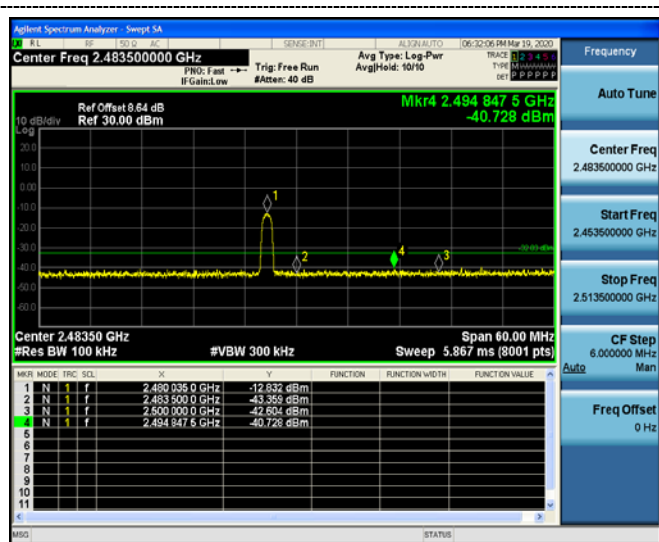 Agilent Spectrum Analyzer - Swept SA
RL RF 50 Ω AC SENSE:INT ALIGN AUTO 06:32:06 PM Mar 19, 2020
Center Freq 2.483500000 GHz
PNO: Fast
IFGain:Low
Trig: Free Run
#Atten: 40 dB
Avg Type: Log-Pwr
Avg|Hold: 10/10
TRACE 1 2 3 4 5 6
TYPE
DET P P P P P P
Frequency
Mkr4 2.494 847 5 GHz
-40.728 dBm
Ref Offset 8.64 dB
Ref 30.00 dBm
10 dB/div
Log
20.0
10.0
0.00
-10.0
-20.0
-30.0
-40.0
-50.0
-60.0
1
2
4
3
Center 2.48350 GHz
#Res BW 100 kHz
#VBW 300 kHz
Span 60.00 MHz
Sweep 5.867 ms (8001 pts)
MKR MODE TRC SCL X Y FUNCTION FUNCTION WIDTH FUNCTION VALUE
1 N 1 f 2.480 035 0 GHz -12.832 dBm
2 N 1 f 2.483 500 0 GHz -43.359 dBm
3 N 1 f 2.500 000 0 GHz -42.604 dBm
4 N 1 f 2.494 847 5 GHz -40.728 dBm
5
6
7
8
9
10
11
MSG
STATUS
Auto Tune
Center Freq
2.483500000 GHz
Start Freq
2.453500000 GHz
Stop Freq
2.513500000 GHz
CF Step
6.000000 MHz
Auto Man
Freq Offset
0 Hz